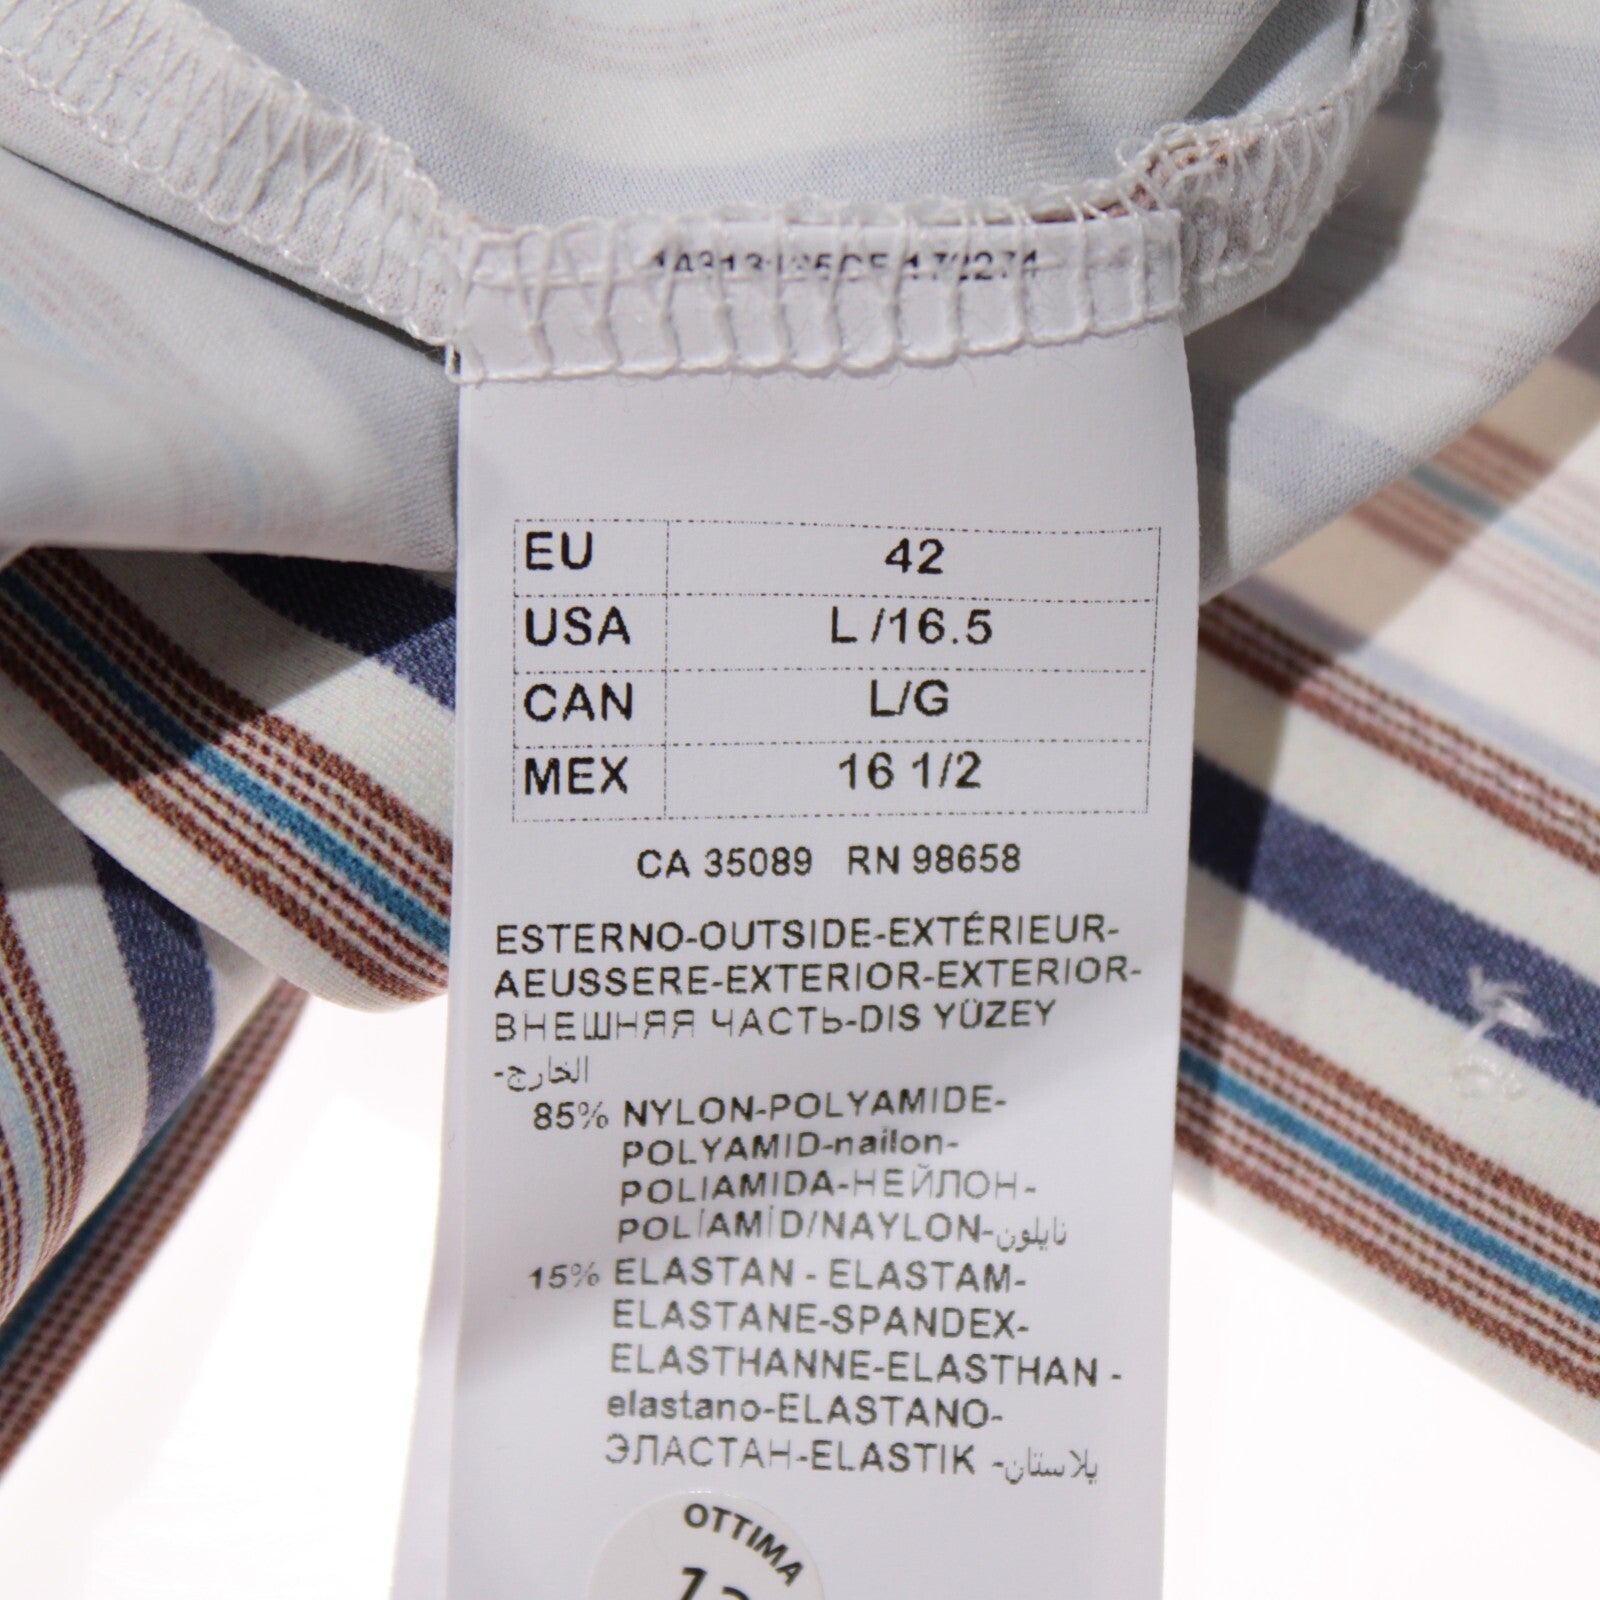 EU 42
USA L /16.5
CAN L/G
MEX 16 1/2
CA 35089 RN 98658
ESTERNO-OUTSIDE-EXTÉRIEUR-
AEUSSERE-EXTERIOR-EXTERIOR-
ВНЕШНЯЯ ЧАСТЬ-DIS YÜZEY
الخارج-
85% NYLON-POLYAMIDE-
POLYAMID-nailon-
POLIAMIDA-НЕЙЛОН-
POLİAMİD/NAYLON-نايلون
15% ELASTAN - ELASTAM-
ELASTANE-SPANDEX-
ELASTHANNE-ELASTHAN -
elastano-ELASTANO-
ЭЛАСТАН-ELASTIK -يلاستان
OTTIMA